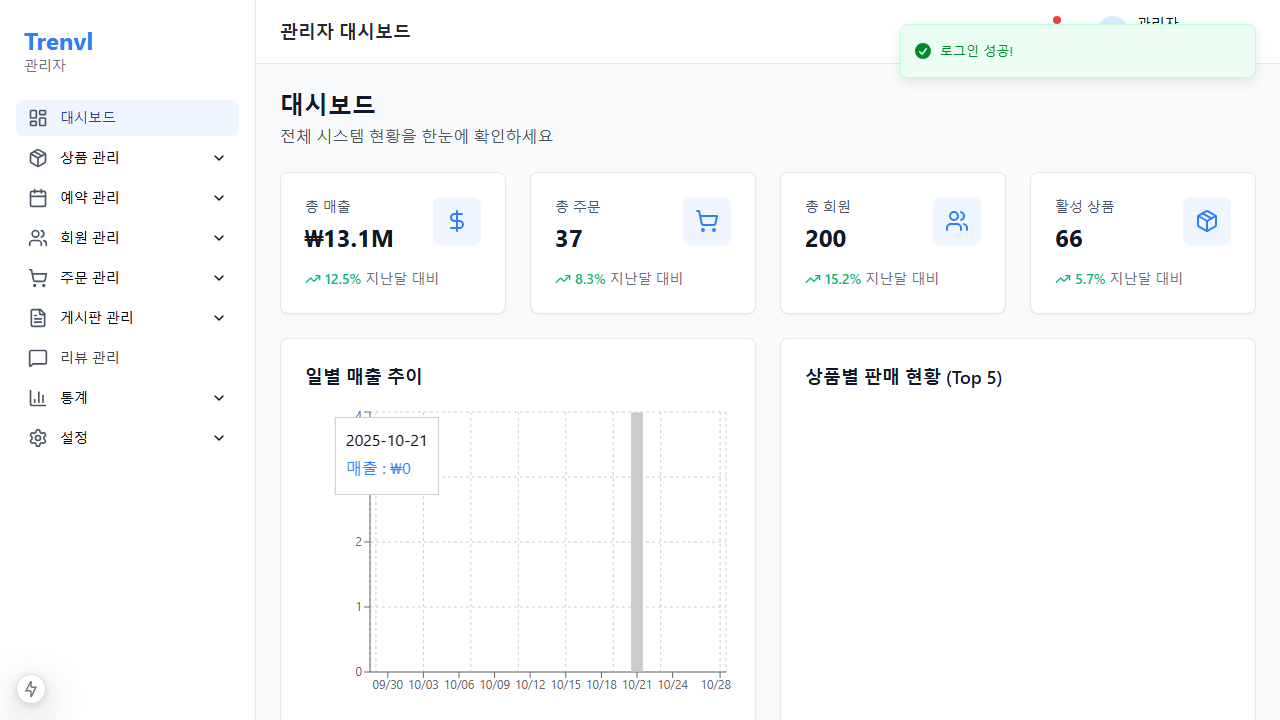 Trenvl
관리자
대시보드
상품 관리
예약 관리
회원 관리
주문 관리
게시판 관리
리뷰 관리
통계
설정
관리자 대시보드
관리자
로그인 성공!
대시보드
전체 시스템 현황을 한눈에 확인하세요
총 매출
₩13.1M
12.5% 지난달 대비
총 주문
37
8.3% 지난달 대비
총 회원
200
15.2% 지난달 대비
활성 상품
66
5.7% 지난달 대비
일별 매출 추이
4
2025-10-21
매출 : ₩0
2
1
0
09/30 10/03 10/06 10/09 10/12 10/15 10/18 10/21 10/24 10/28
상품별 판매 현황 (Top 5)